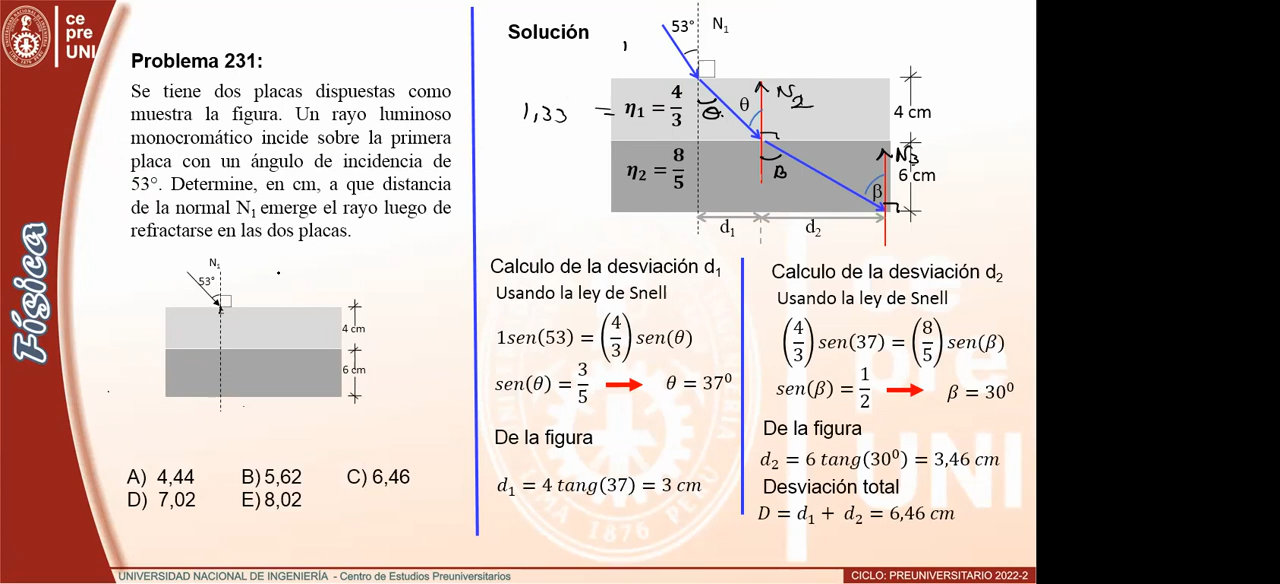 ce
pre
UNI
Física
Problema 231:
Se tiene dos placas dispuestas como
muestra la figura. Un rayo luminoso
monocromático incide sobre la primera
placa con un ángulo de incidencia de
53°. Determine, en cm, a que distancia
de la normal N₁ emerge el rayo luego de
refractarse en las dos placas.
N₁
53°
4 cm
6 cm
A) 4,44 B) 5,62 C) 6,46
D) 7,02 E) 8,02
Solución
53° N₁
1
1,33 = η₁ = 4/3 θ θ N₂ 4 cm
η₂ = 8/5 β β N₃ 6 cm
d₁ d₂
Calculo de la desviación d₁
Usando la ley de Snell
1sen(53) = (4/3) sen(θ)
sen(θ) = 3/5 → θ = 37⁰
De la figura
d₁ = 4 tang(37) = 3 cm
Calculo de la desviación d₂
Usando la ley de Snell
(4/3) sen(37) = (8/5) sen(β)
sen(β) = 1/2 → β = 30⁰
De la figura
d₂ = 6 tang(30⁰) = 3,46 cm
Desviación total
D = d₁ + d₂ = 6,46 cm
UNIVERSIDAD NACIONAL DE INGENIERÍA - Centro de Estudios Preuniversitarios
CICLO: PREUNIVERSITARIO 2022-2